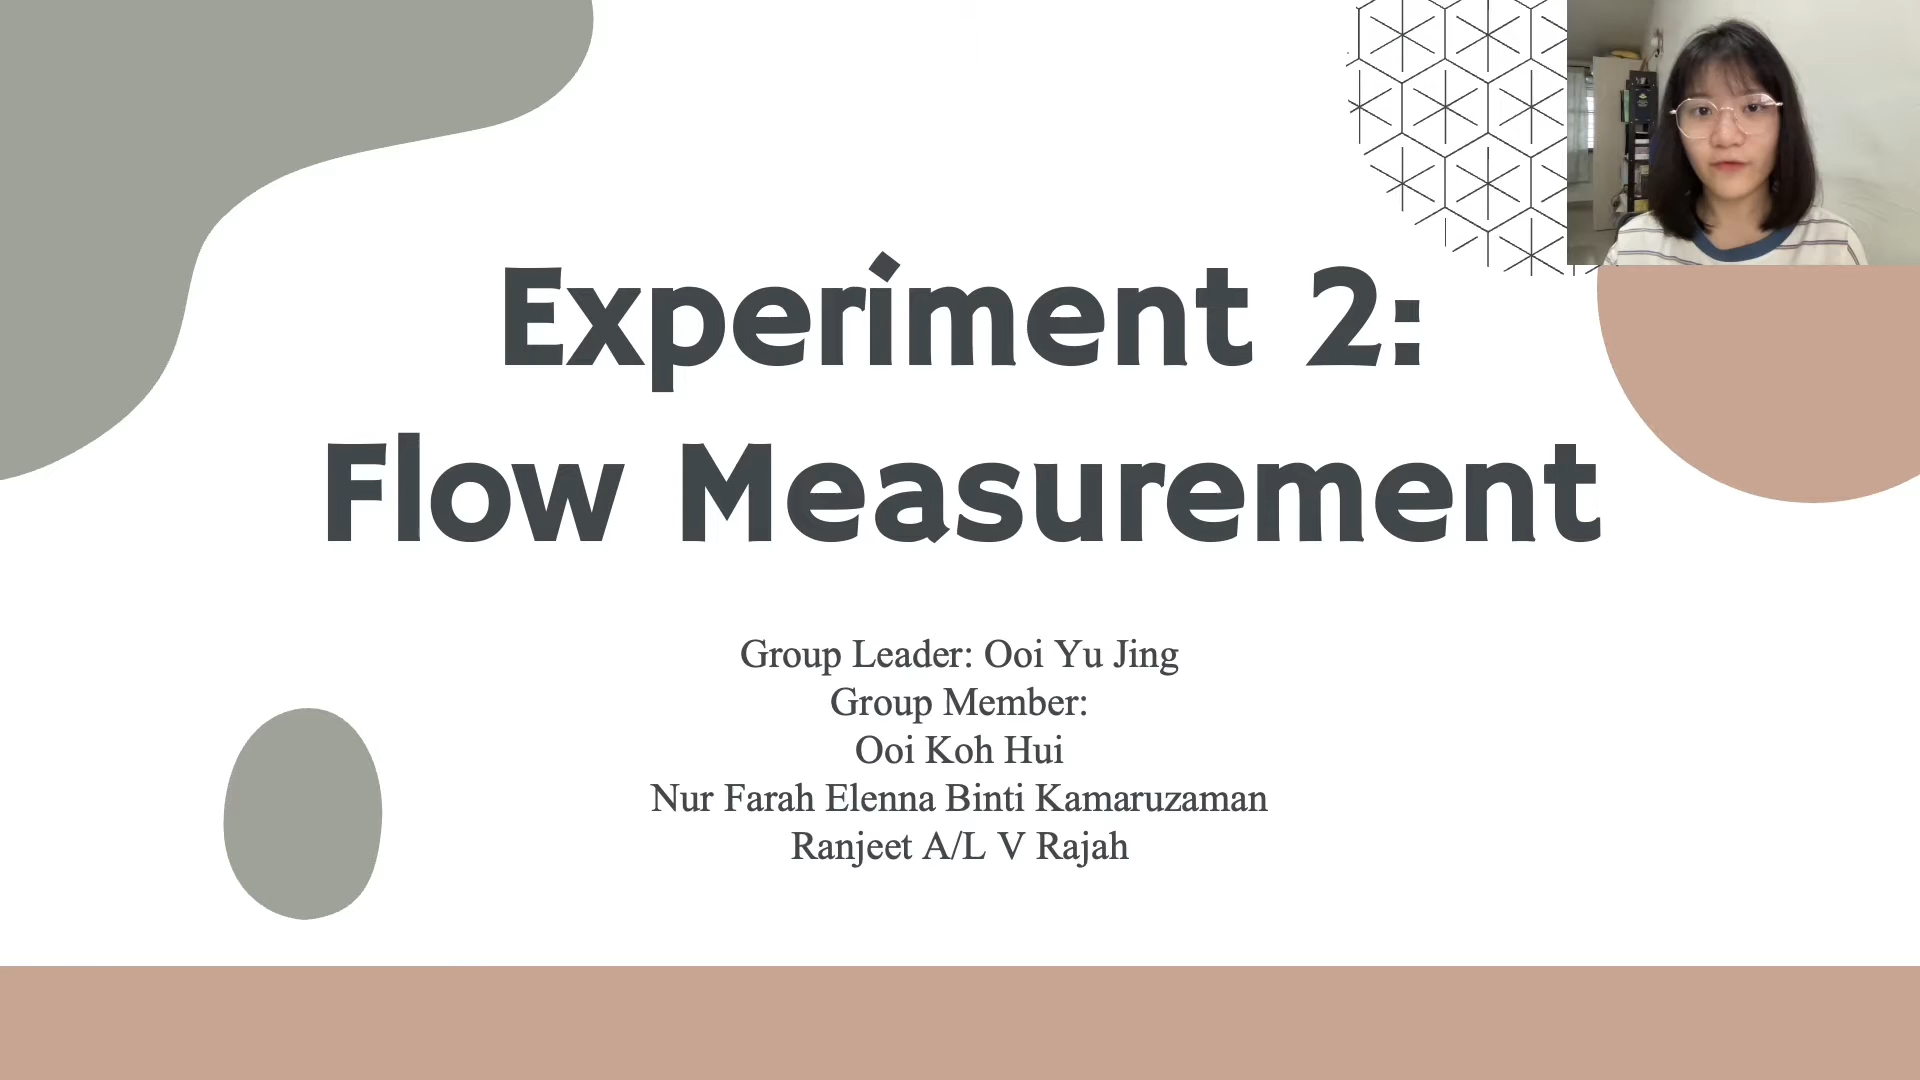 Experiment 2:
Flow Measurement
Group Leader: Ooi Yu Jing
Group Member:
Ooi Koh Hui
Nur Farah Elenna Binti Kamaruzaman
Ranjeet A/L V Rajah